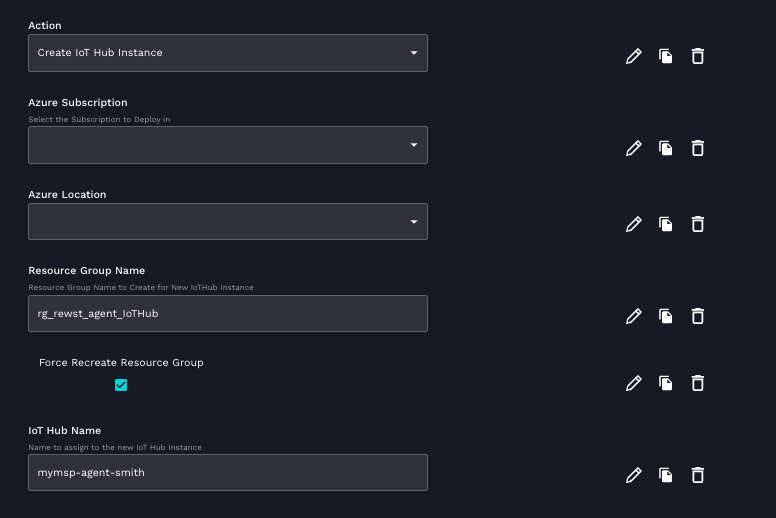 Action
Create IoT Hub Instance
Azure Subscription
Select the Subscription to Deploy in
Azure Location
Resource Group Name
Resource Group Name to Create for New IoTHub Instance
rg_rewst_agent_IoTHub
Force Recreate Resource Group
IoT Hub Name
Name to assign to the new IoT Hub Instance
mymsp-agent-smith